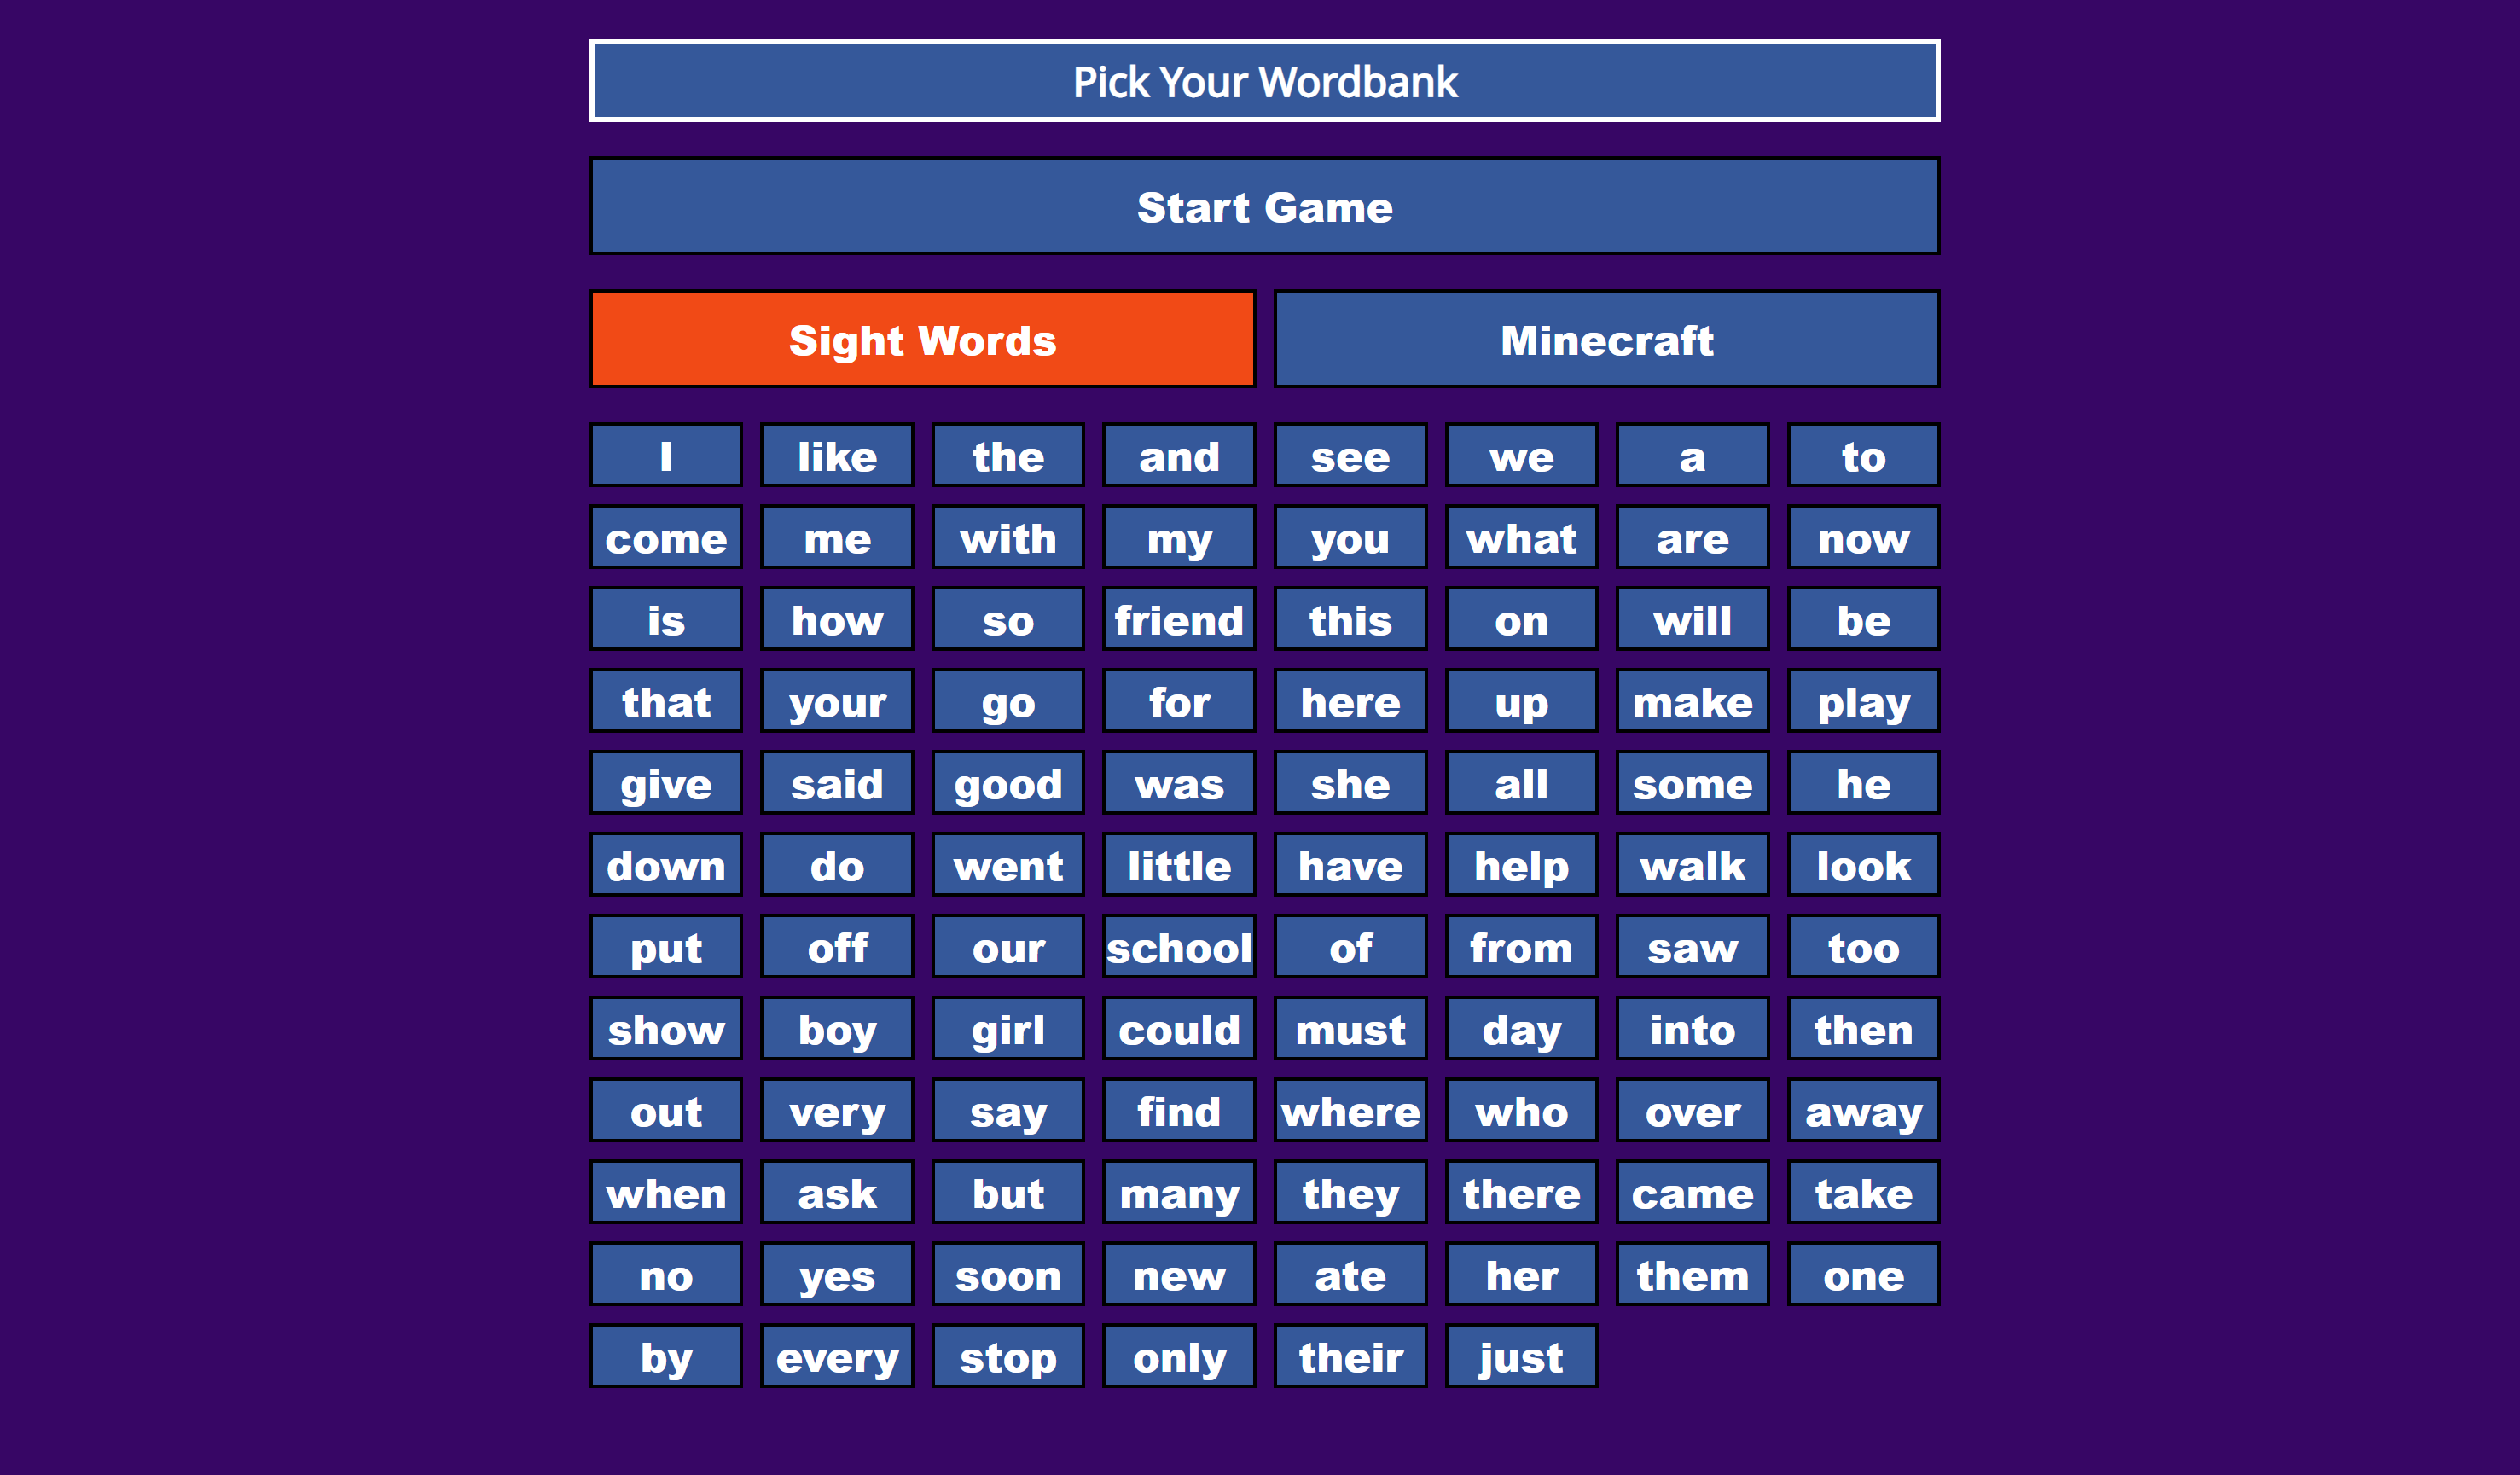 Pick Your Wordbank
Start Game
Sight Words Minecraft
I like the and see we a to
come me with my you what are now
is how so friend this on will be
that your go for here up make play
give said good was she all some he
down do went little have help walk look
put off our school of from saw too
show boy girl could must day into then
out very say find where who over away
when ask but many they there came take
no yes soon new ate her them one
by every stop only their just